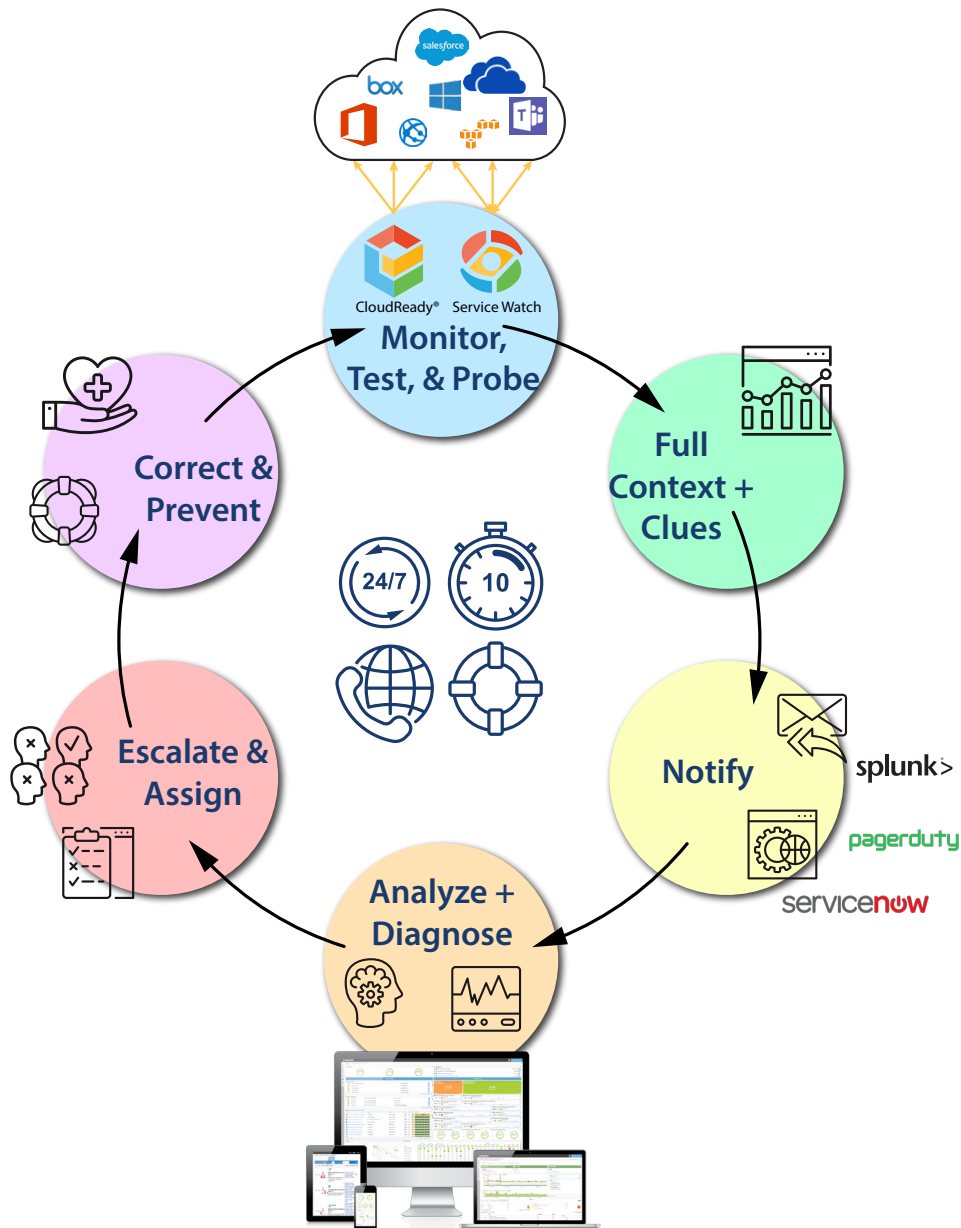 salesforce
box
T
CloudReady®
Service Watch
Monitor,
Test, & Probe
Full
Context +
Clues
Correct &
Prevent
24/7
10
Escalate &
Assign
Notify
splunk>
pagerduty
servicenow
Analyze +
Diagnose